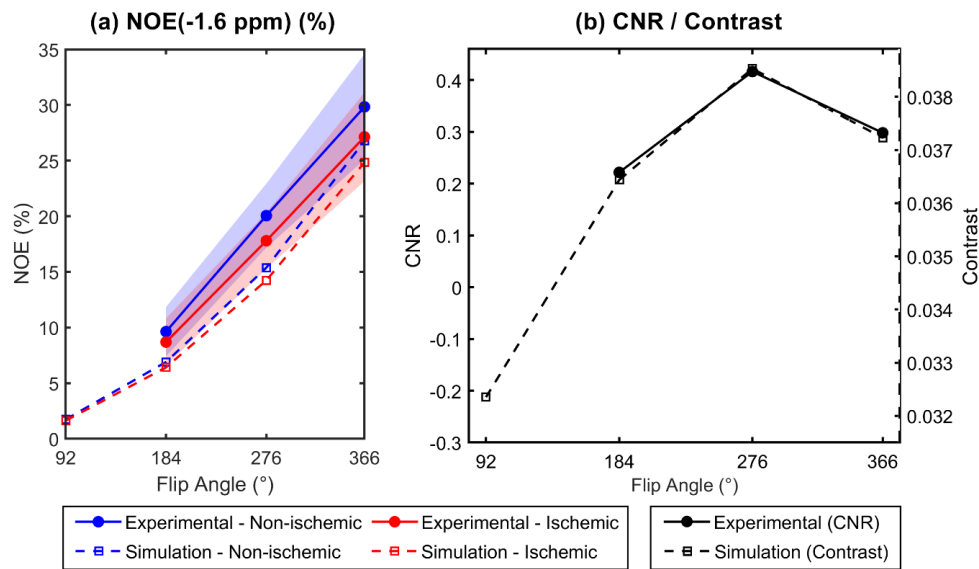 (a) NOE(-1.6 ppm) (%)
35
30
25
20
15
10
5
0
NOE (%)
92 184 276 366
Flip Angle (°)
(b) CNR / Contrast
0.4
0.3
0.2
0.1
0
-0.1
-0.2
-0.3
CNR
0.038
0.037
0.036
0.035
0.034
0.033
0.032
Contrast
92 184 276 366
Flip Angle (°)
Experimental - Non-ischemic Experimental - Ischemic
Simulation - Non-ischemic Simulation - Ischemic
Experimental (CNR)
Simulation (Contrast)